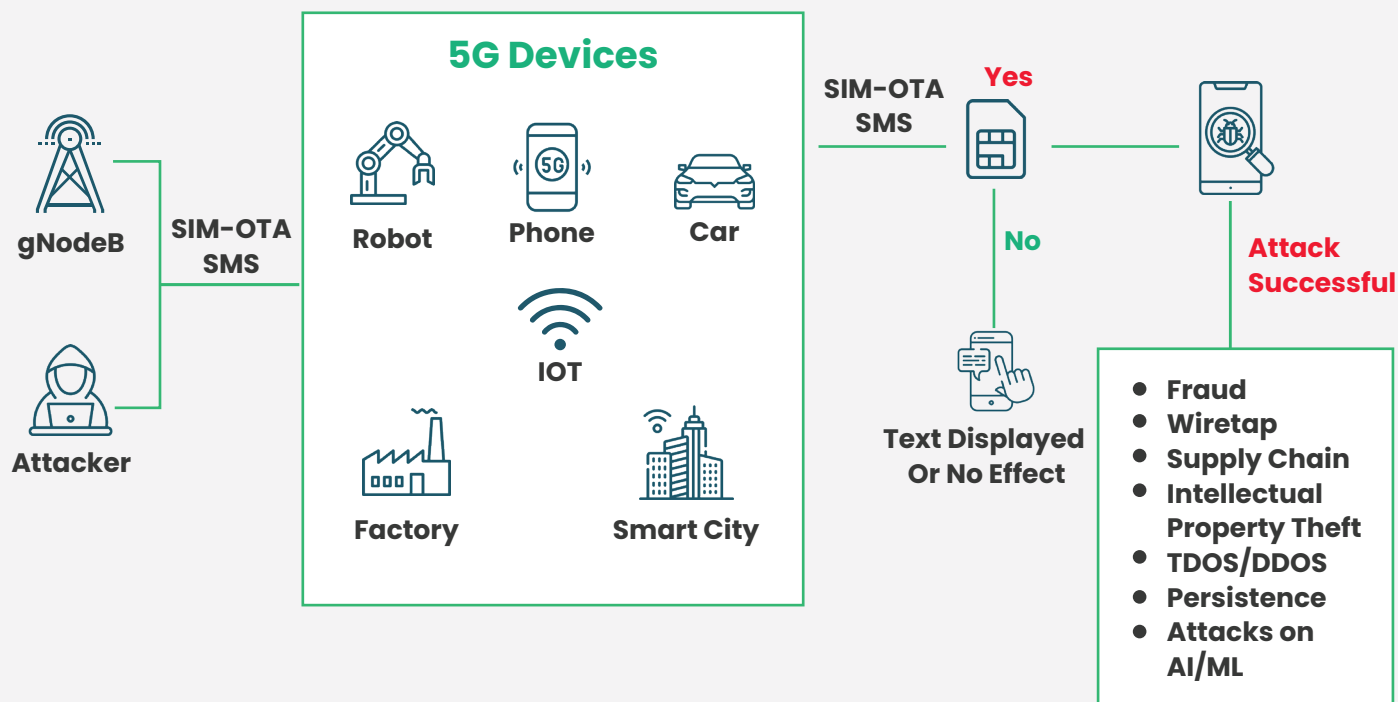 5G Devices
gNodeB
Attacker
SIM-OTA
SMS
Robot
5G
Phone
Car
IOT
Factory
Smart City
SIM-OTA
SMS
Yes
No
Text Displayed
Or No Effect
Attack
Successful
Fraud
Wiretap
Supply Chain
Intellectual
Property Theft
TDOS/DDOS
Persistence
Attacks on
AI/ML